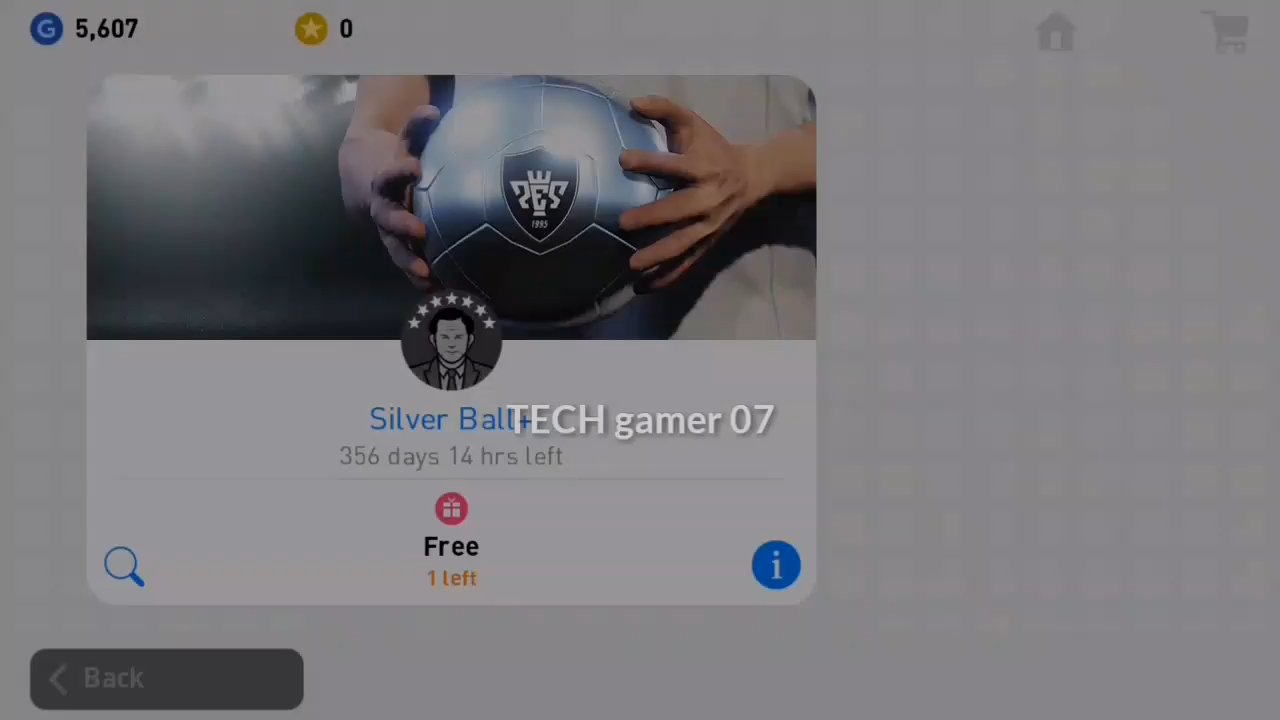 G 5,607
0
PES
1995
Silver Ball+
TECH gamer 07
356 days 14 hrs left
Free
1 left
i
Back